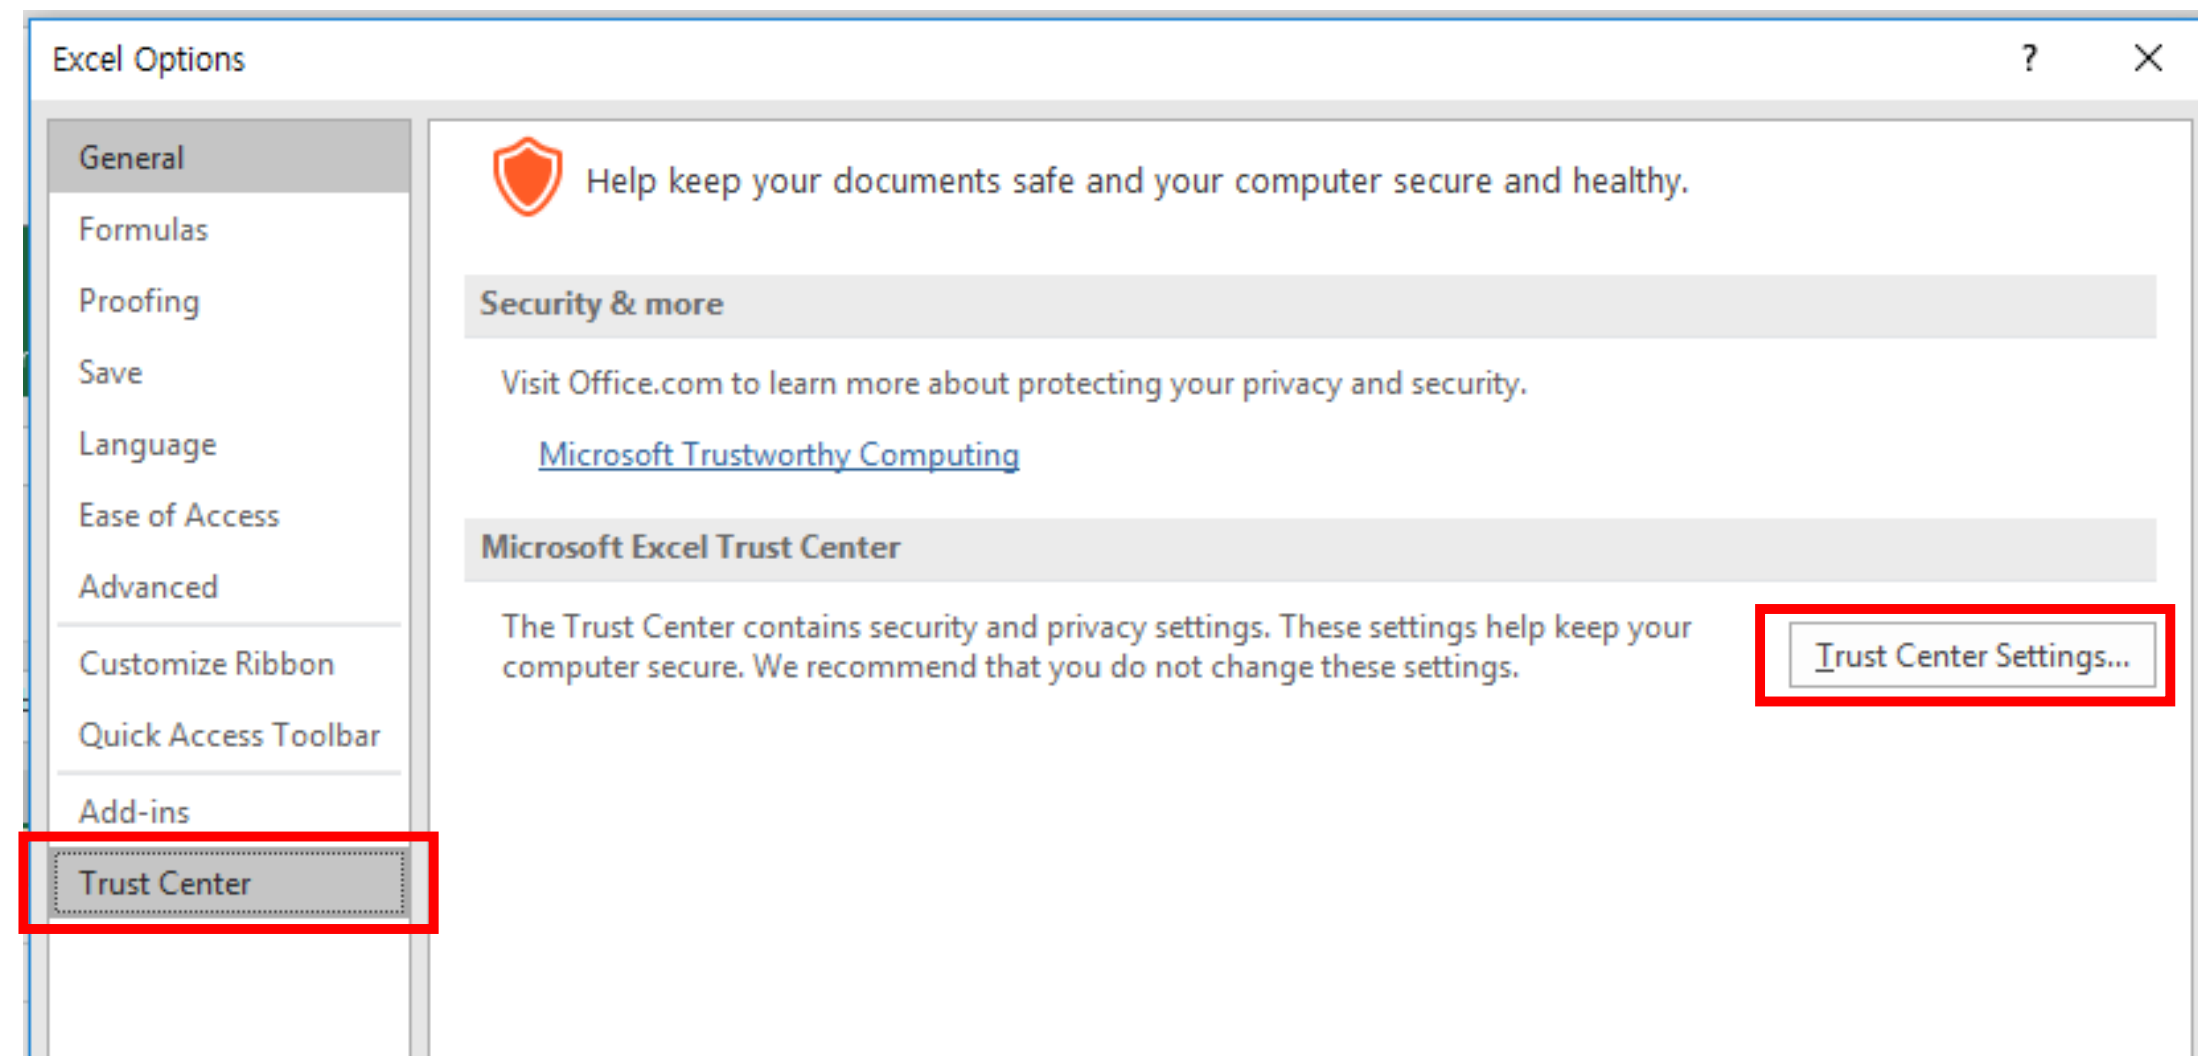 Excel Options
?
General
Formulas
Proofing
Save
Language
Ease of Access
Advanced
Customize Ribbon
Quick Access Toolbar
Add-ins
Trust Center
Help keep your documents safe and your computer secure and healthy.
Security & more
Visit Office.com to learn more about protecting your privacy and security.
Microsoft Trustworthy Computing
Microsoft Excel Trust Center
The Trust Center contains security and privacy settings. These settings help keep your
computer secure. We recommend that you do not change these settings.
Trust Center Settings...